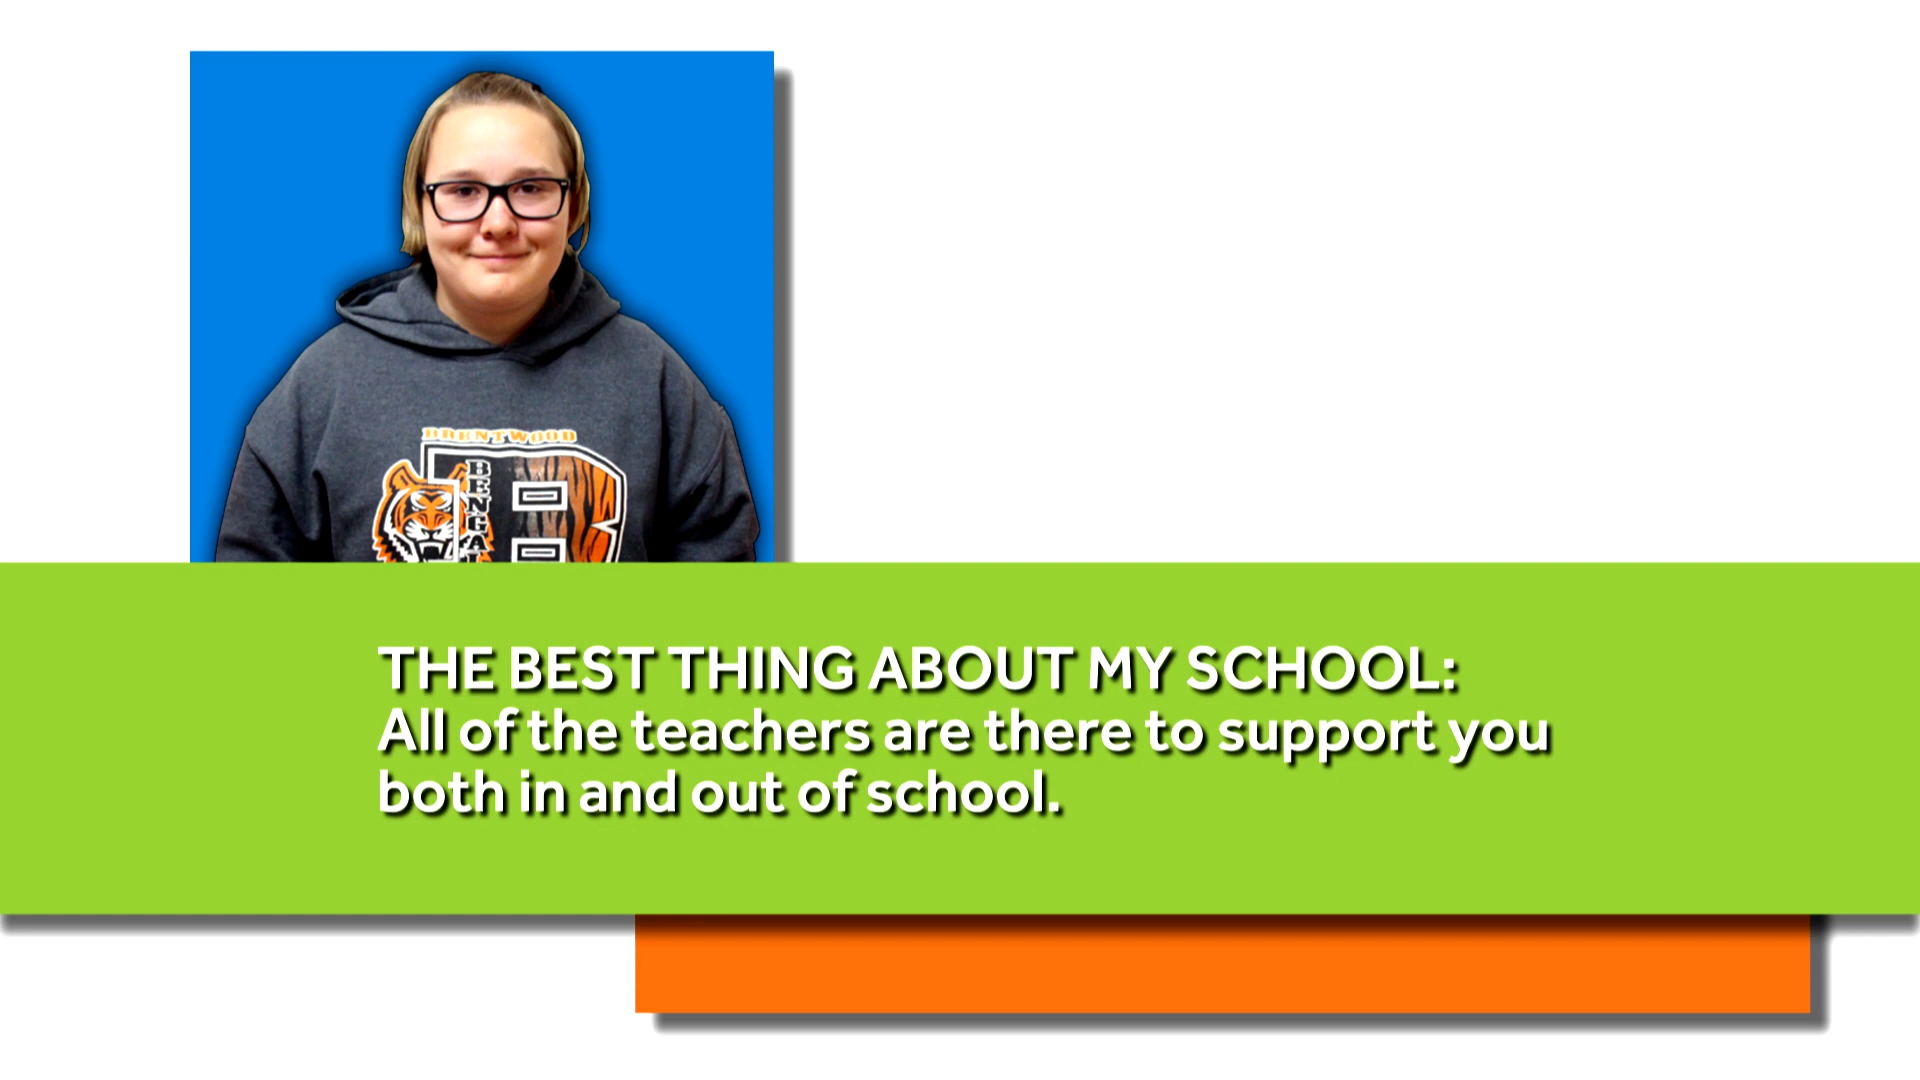 BRENTWOOD
THE BEST THING ABOUT MY SCHOOL:
All of the teachers are there to support you
both in and out of school.